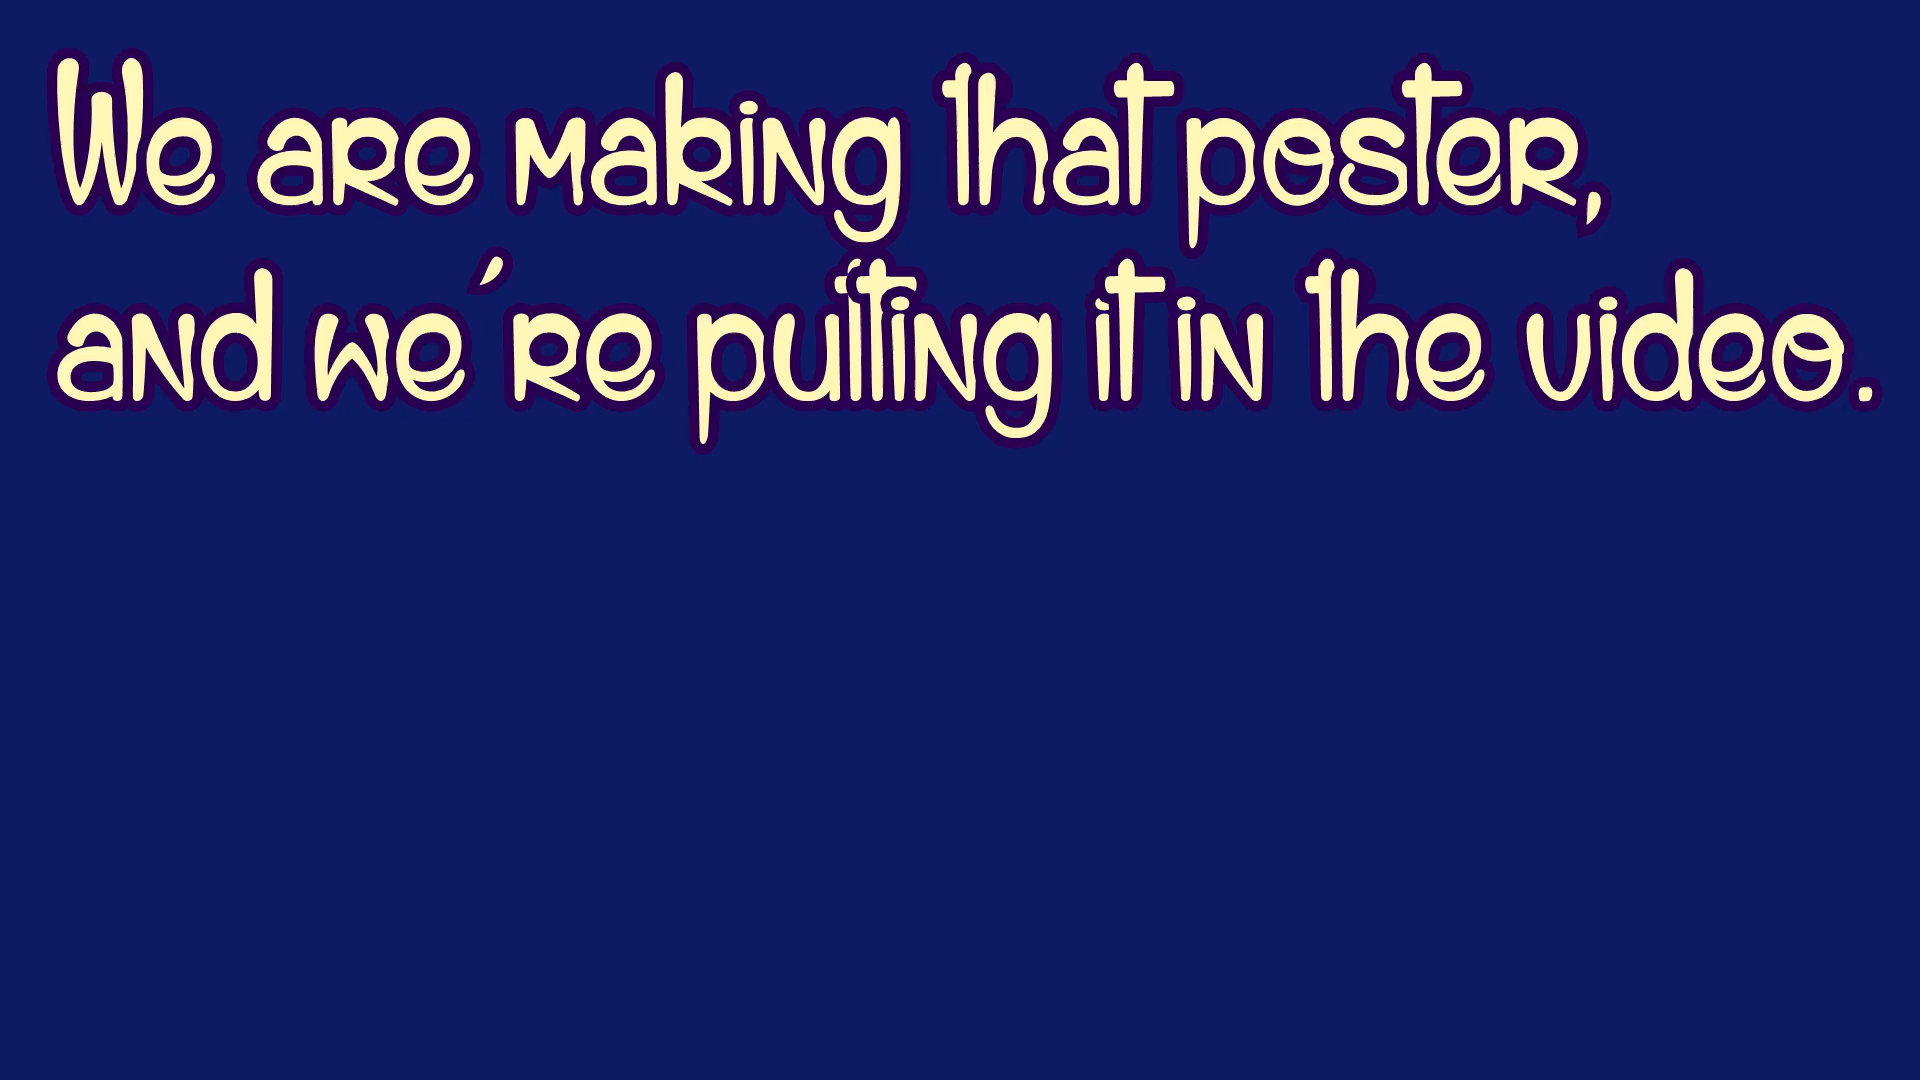 We are making that poster,
and we're putting it in the video.